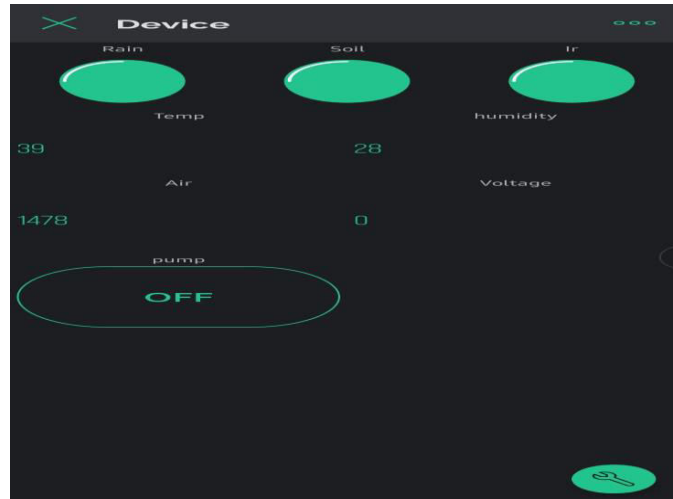 Device
Rain Soil Ir
Temp humidity
39 28
Air Voltage
1478 0
pump
OFF